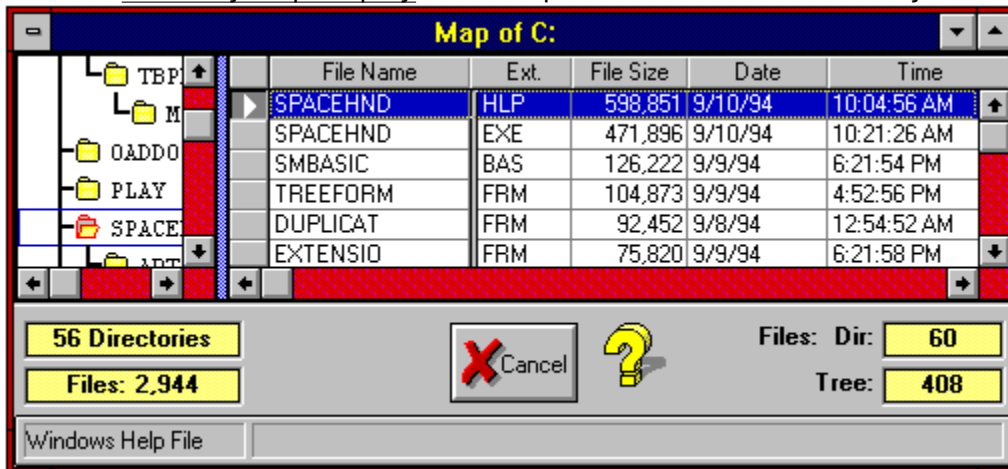 Map of C:
TBP
M
OADDO
PLAY
SPACE
File Name Ext. File Size Date Time
SPACEHND HLP 598,851 9/10/94 10:04:56 AM
SPACEHND EXE 471,896 9/10/94 10:21:26 AM
SMBASIC BAS 126,222 9/9/94 6:21:54 PM
TREEFORM FRM 104,873 9/9/94 4:52:56 PM
DUPLICAT FRM 92,452 9/8/94 12:54:52 AM
EXTENSIO FRM 75,820 9/9/94 6:21:58 PM
56 Directories
Files: 2,944
Cancel
Files: Dir: 60
Tree: 408
Windows Help File